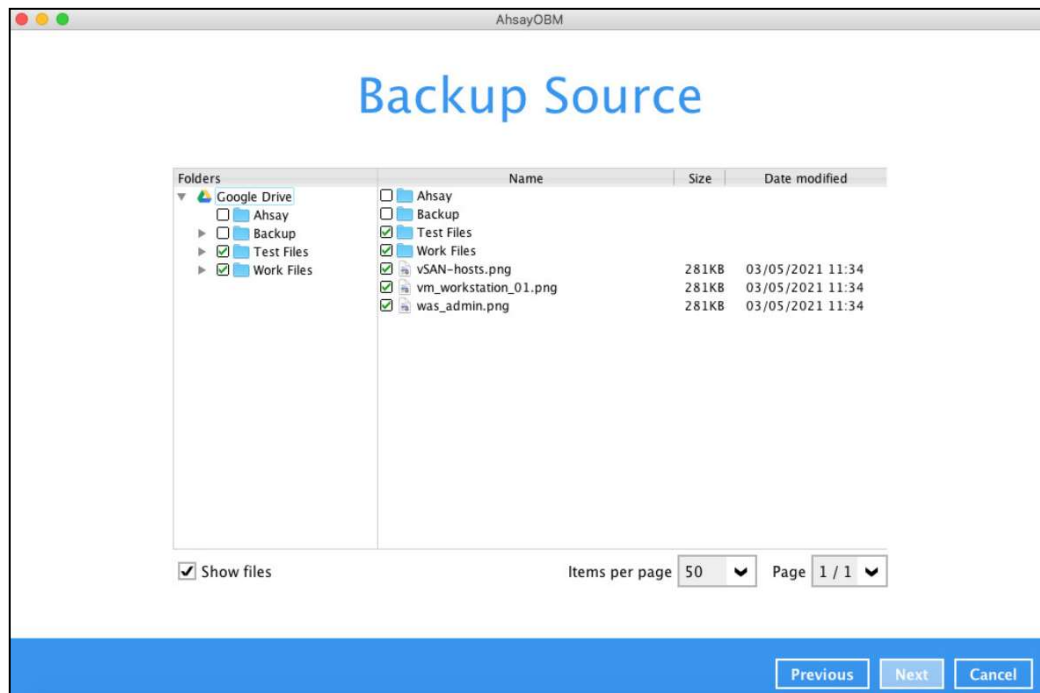 AhsayOBM
Backup Source
Folders Name Size Date modified
Google Drive
Ahsay
Backup
Test Files
Work Files
Ahsay
Backup
Test Files
Work Files
vSAN-hosts.png 281KB 03/05/2021 11:34
vm_workstation_01.png 281KB 03/05/2021 11:34
was_admin.png 281KB 03/05/2021 11:34
Show files Items per page 50 Page 1 / 1
Previous Next Cancel